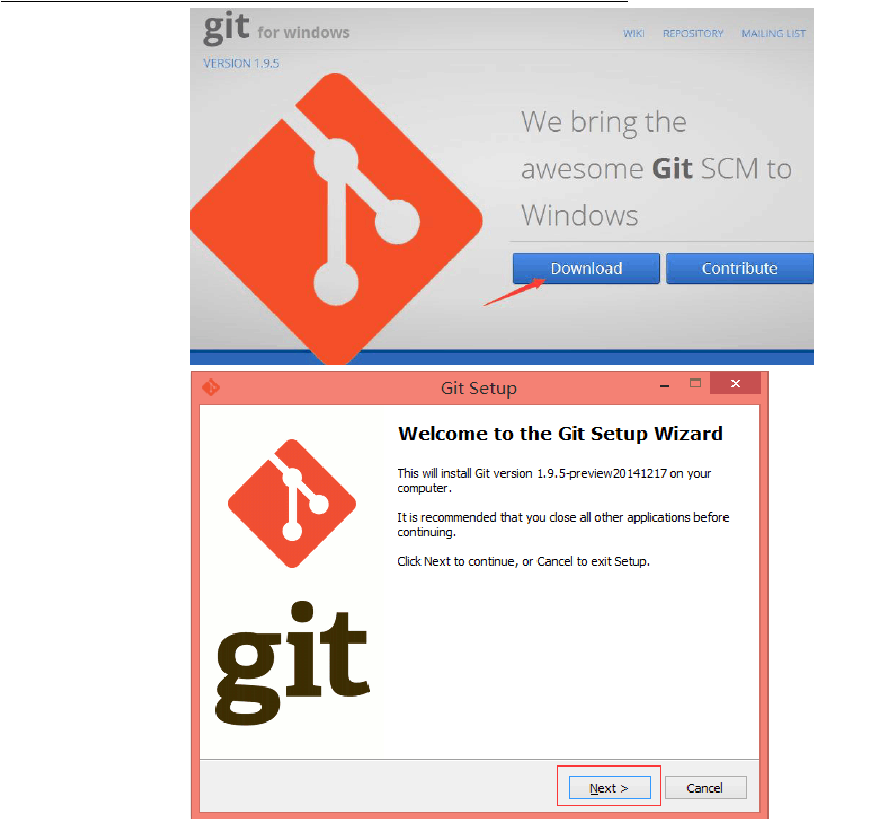 git for windows
WIKI REPOSITORY MAILING LIST
VERSION 1.9.5
We bring the
awesome Git SCM to
Windows
Download Contribute
Git Setup
Welcome to the Git Setup Wizard
This will install Git version 1.9.5-preview20141217 on your
computer.
It is recommended that you close all other applications before
continuing.
Click Next to continue, or Cancel to exit Setup.
git
Next > Cancel